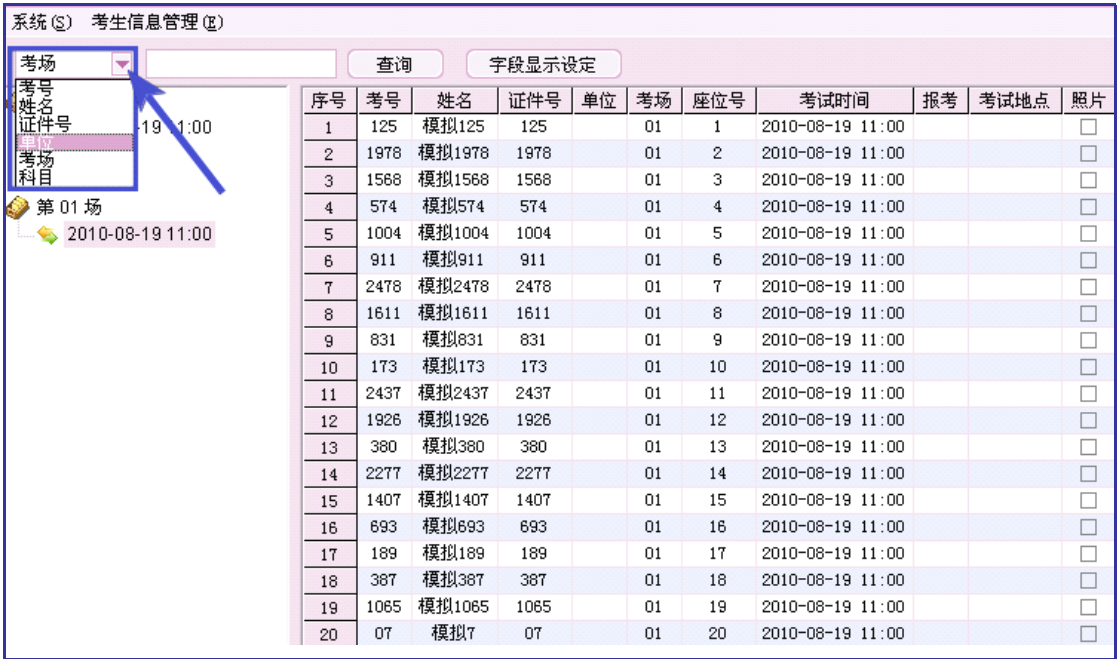 系统(S) 考生信息管理(E)
考场 查询 字段显示设定
考号
姓名
证件号
单位
考场
科目
-19 11:00
第 01 场
2010-08-19 11:00
序号 考号 姓名 证件号 单位 考场 座位号 考试时间 报考 考试地点 照片
1 125 模拟125 125 01 1 2010-08-19 11:00
2 1978 模拟1978 1978 01 2 2010-08-19 11:00
3 1568 模拟1568 1568 01 3 2010-08-19 11:00
4 574 模拟574 574 01 4 2010-08-19 11:00
5 1004 模拟1004 1004 01 5 2010-08-19 11:00
6 911 模拟911 911 01 6 2010-08-19 11:00
7 2478 模拟2478 2478 01 7 2010-08-19 11:00
8 1611 模拟1611 1611 01 8 2010-08-19 11:00
9 831 模拟831 831 01 9 2010-08-19 11:00
10 173 模拟173 173 01 10 2010-08-19 11:00
11 2437 模拟2437 2437 01 11 2010-08-19 11:00
12 1926 模拟1926 1926 01 12 2010-08-19 11:00
13 380 模拟380 380 01 13 2010-08-19 11:00
14 2277 模拟2277 2277 01 14 2010-08-19 11:00
15 1407 模拟1407 1407 01 15 2010-08-19 11:00
16 693 模拟693 693 01 16 2010-08-19 11:00
17 189 模拟189 189 01 17 2010-08-19 11:00
18 387 模拟387 387 01 18 2010-08-19 11:00
19 1065 模拟1065 1065 01 19 2010-08-19 11:00
20 07 模拟7 07 01 20 2010-08-19 11:00